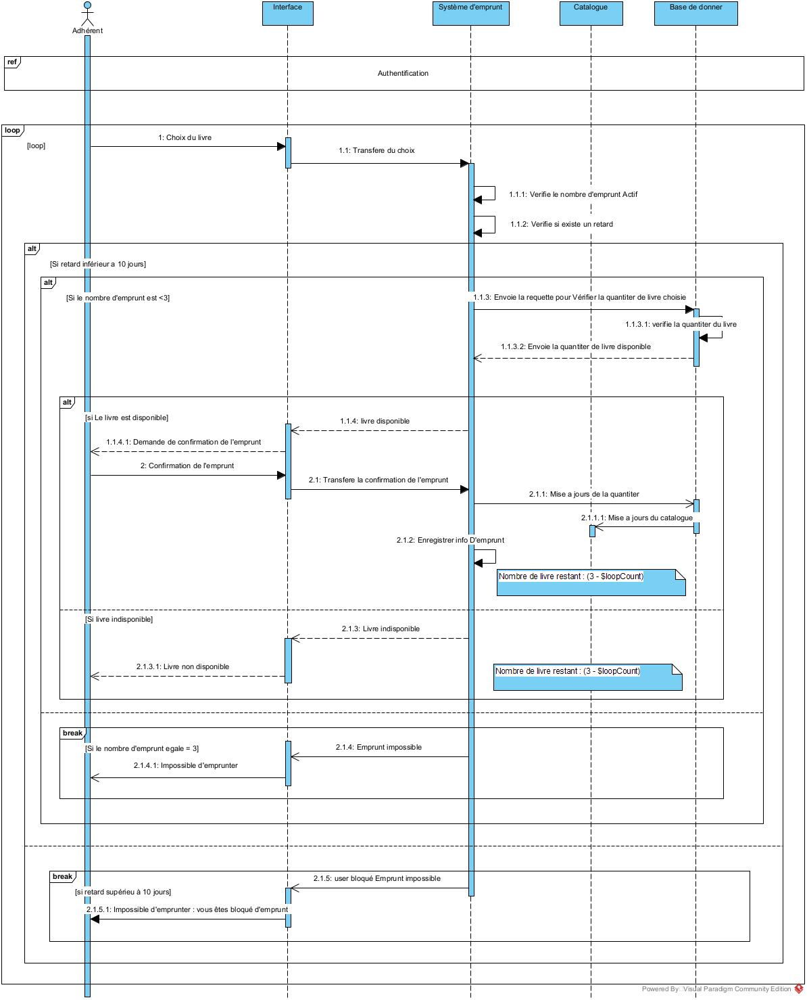 Interface
Système d'emprunt
Catalogue
Base de donner
Adhérent
ref
Authentification
loop
[loop]
1: Choix du livre
1.1: Transfere du choix
1.1.1: Verifie le nombre d'emprunt Actif
1.1.2: Verifie si existe un retard
alt
[Si retard inférieur a 10 jours]
alt
[Si le nombre d'emprunt est <3]
1.1.3: Envoie la requette pour Vérifier la quantiter de livre choisie
1.1.3.1: verifie la quantiter du livre
1.1.3.2: Envoie la quantiter de livre disponible
alt
[si Le livre est disponible]
1.1.4: livre disponible
1.1.4.1: Demande de confirmation de l'emprunt
2: Confirmation de l'emprunt
2.1: Transfere la confirmation de l'emprunt
2.1.1: Mise a jours de la quantiter
2.1.1.1: Mise a jours du catalogue
2.1.2: Enregistrer info D'emprunt
Nombre de livre restant : (3 - $loopCount)
[Si livre indisponible]
2.1.3: Livre indisponible
2.1.3.1: Livre non disponible
Nombre de livre restant : (3 - $loopCount)
break
[Si le nombre d'emprunt egale = 3]
2.1.4: Emprunt impossible
2.1.4.1: Impossible d'emprunter
break
2.1.5: user bloqué Emprunt impossible
[si retard supérieu à 10 jours]
2.1.5.1: Impossible d'emprunter : vous êtes bloqué d'emprunt
Powered By Visual Paradigm Community Edition